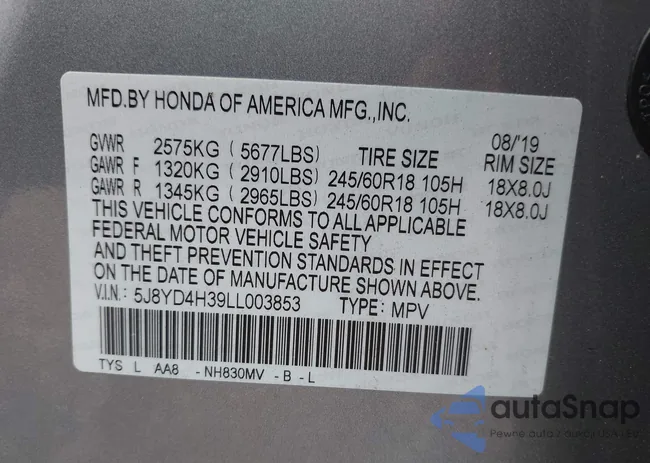 MFD.BY HONDA OF AMERICA MFG.,INC.
08/'19
GVWR 2575KG ( 5677LBS) TIRE SIZE RIM SIZE
GAWR F 1320KG ( 2910LBS) 245/60R18 105H 18X8.0J
GAWR R 1345KG ( 2965LBS) 245/60R18 105H 18X8.0J
THIS VEHICLE CONFORMS TO ALL APPLICABLE
FEDERAL MOTOR VEHICLE SAFETY
AND THEFT PREVENTION STANDARDS IN EFFECT
ON THE DATE OF MANUFACTURE SHOWN ABOVE.
V.I.N.: 5J8YD4H39LL003853 TYPE: MPV
TYS L AA8 -NH830MV - B - L
autaSnap